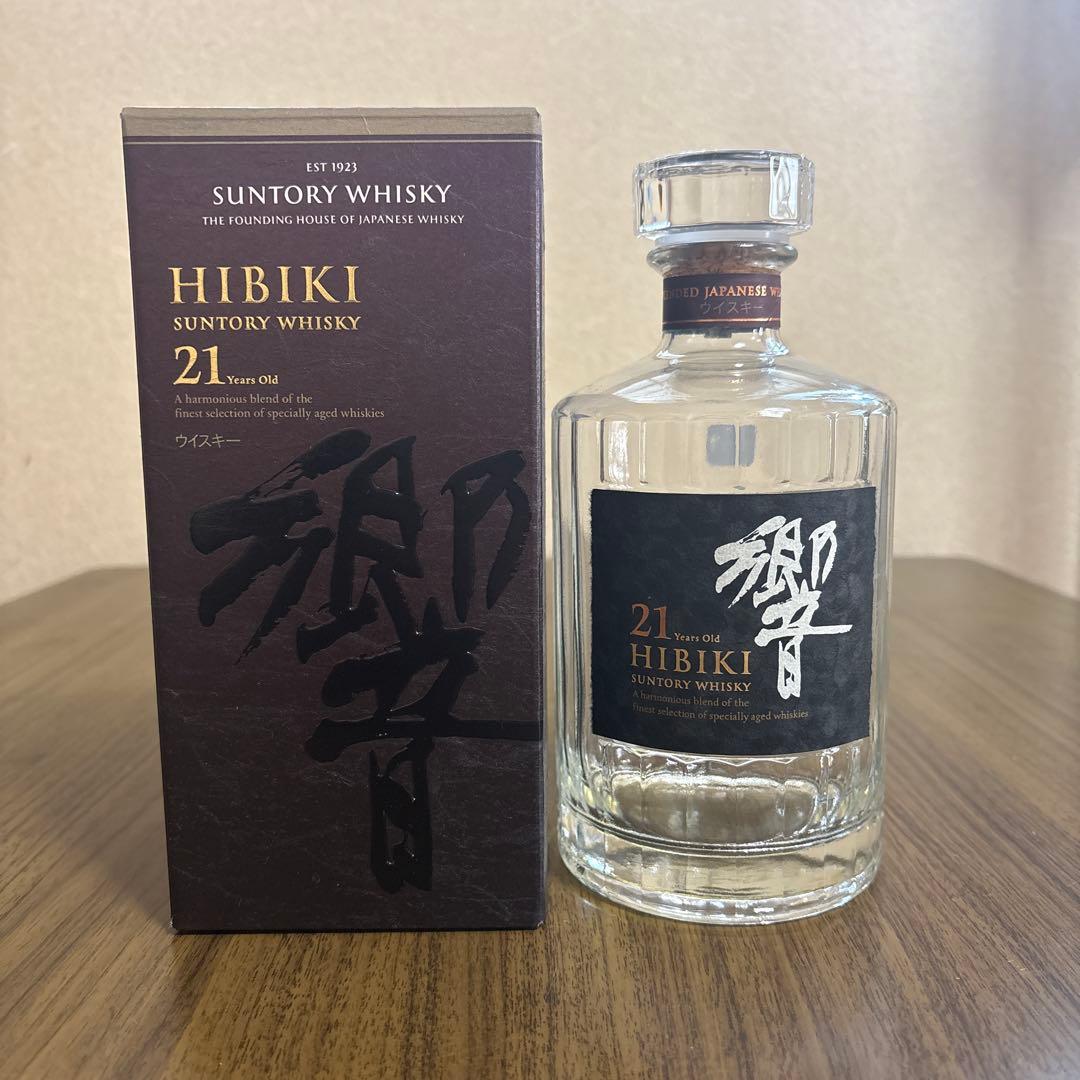 EST 1923
SUNTORY WHISKY
THE FOUNDING HOUSE OF JAPANESE WHISKY
HIBIKI
SUNTORY WHISKY
21 Years Old
A harmonious blend of the
finest selection of specially aged whiskies
ウイスキー
響
JAPANESE
ウイスキー
響
21 Years Old
HIBIKI
SUNTORY WHISKY
A harmonious blend of the
finest selection of specially aged whiskies